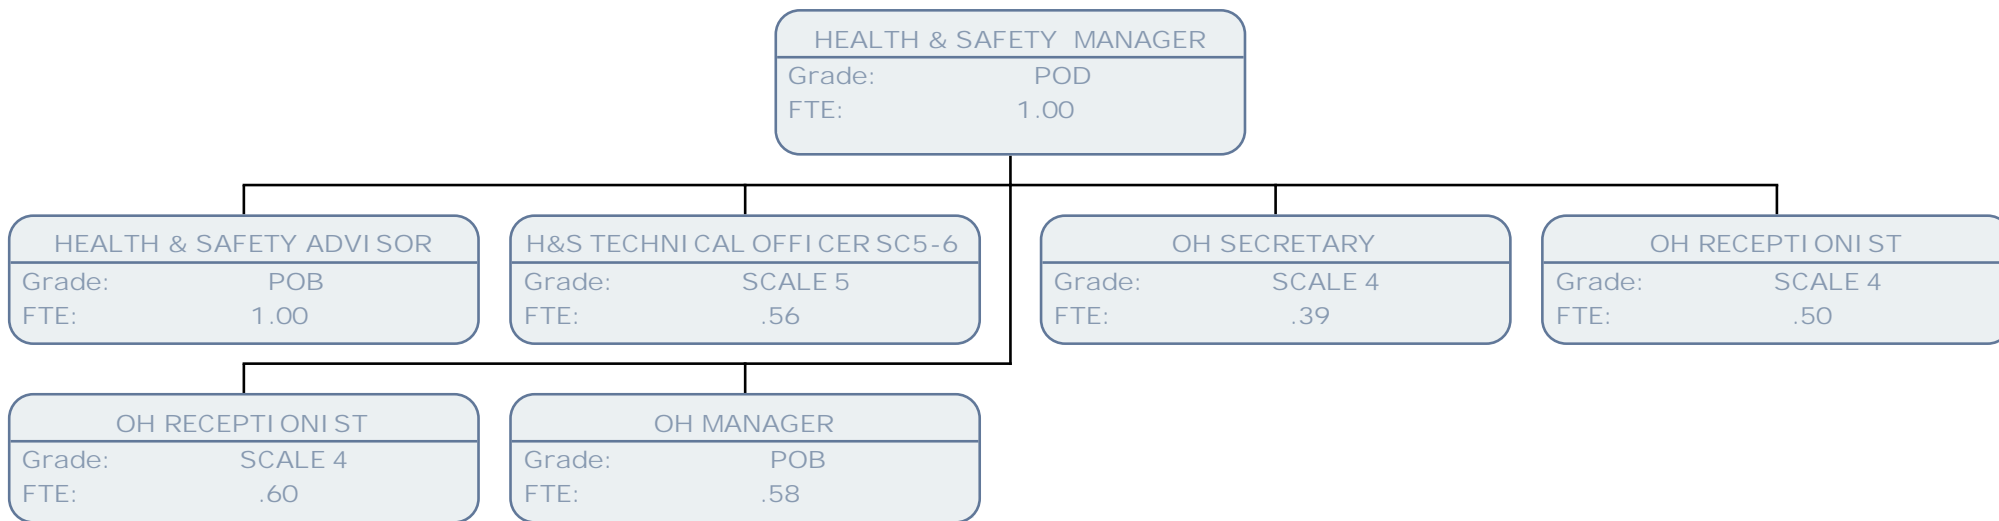 HEALTH & SAFETY MANAGER
Grade: POD
FTE: 1.00
HEALTH & SAFETY ADVISOR
Grade: POB
FTE: 1.00
H&S TECHNICAL OFFICER SC5-6
Grade: SCALE 5
FTE: .56
OH SECRETARY
Grade: SCALE 4
FTE: .39
OH RECEPTIONIST
Grade: SCALE 4
FTE: .50
OH RECEPTIONIST
Grade: SCALE 4
FTE: .60
OH MANAGER
Grade: POB
FTE: .58